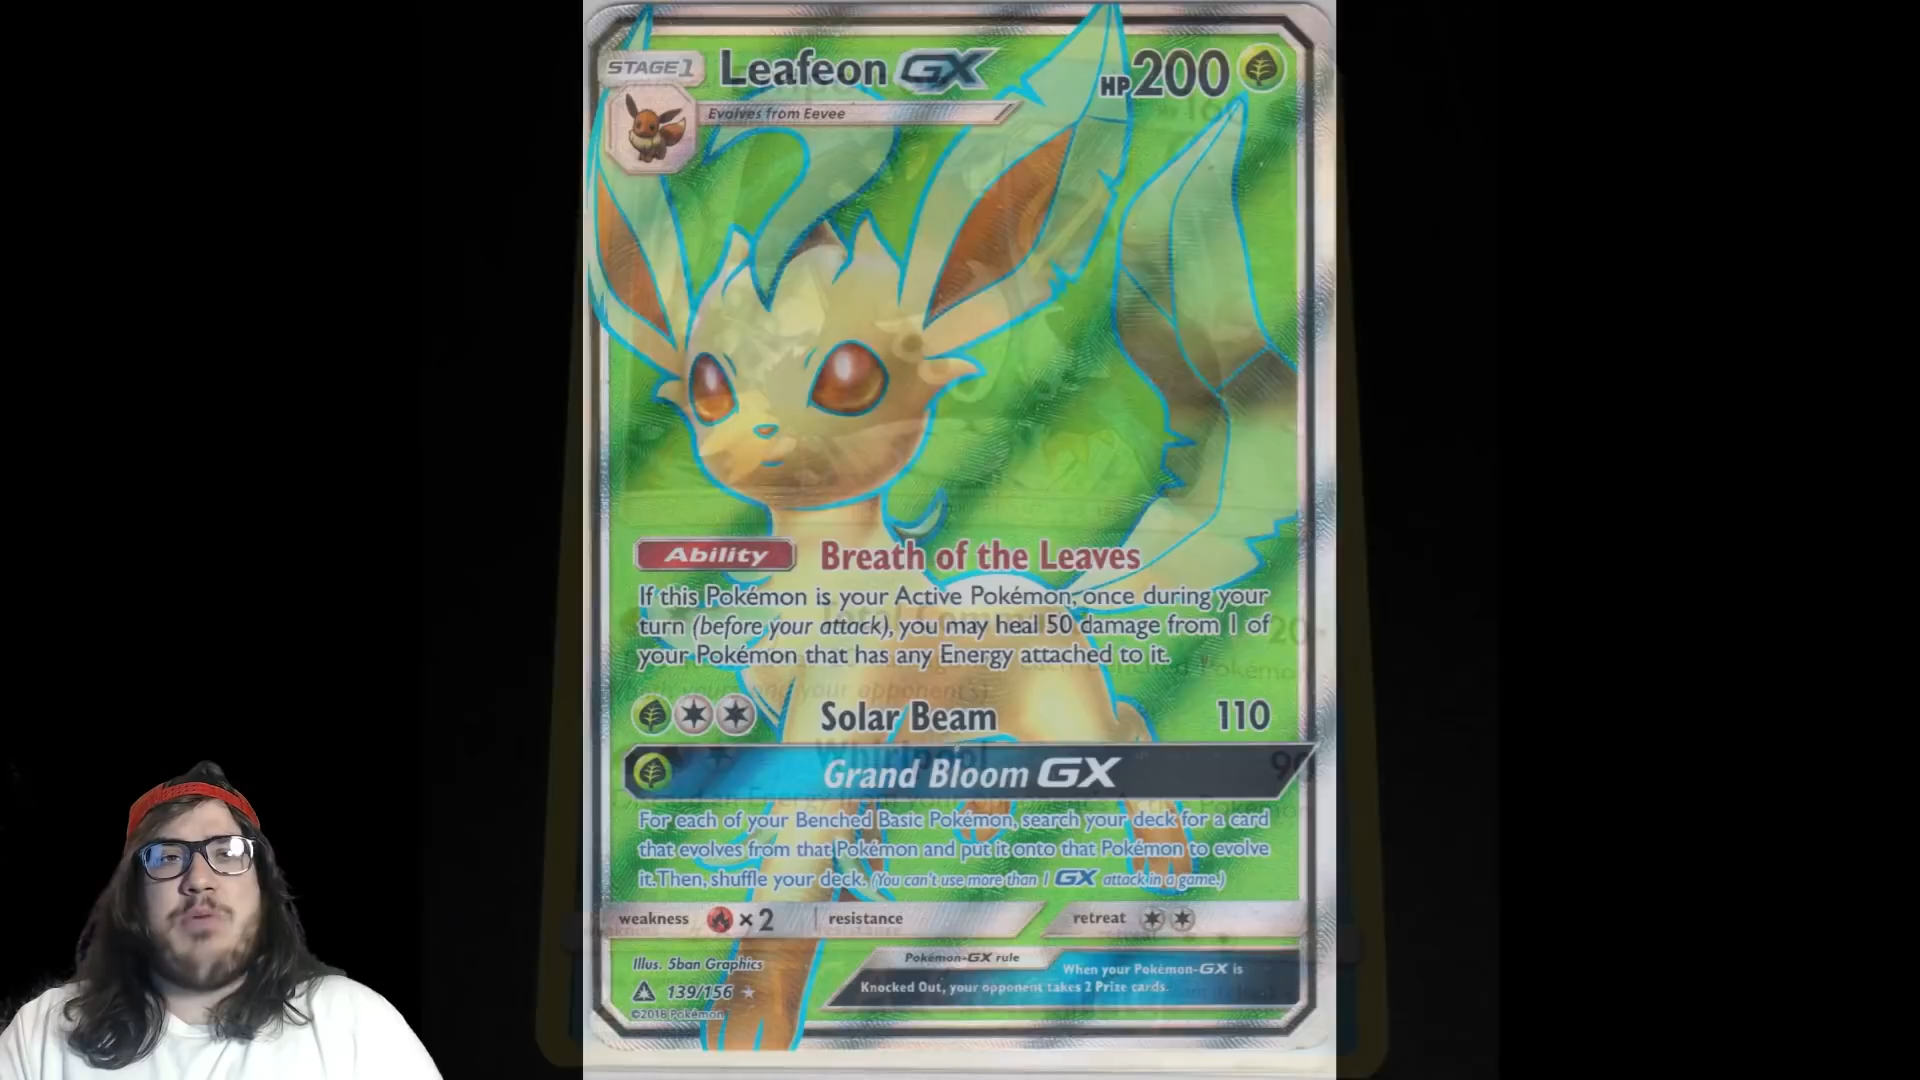 STAGE1
Leafeon GX
HP200
Evolves from Eevee
160
Ability
Breath of the Leaves
If this Pokémon is your Active Pokémon, once during your
turn (before your attack), you may heal 50 damage from 1 of
your Pokémon that has any Energy attached to it.
20
Solar Beam
110
Whirlpool
Grand Bloom GX
For each of your Benched Basic Pokémon, search your deck for a card
that evolves from that Pokémon and put it onto that Pokémon to evolve
it. Then, shuffle your deck. (You can't use more than 1 GX attack in a game.)
weakness ×2
resistance
retreat
Illus. 5ban Graphics
Pokémon-GX rule
When your Pokémon-GX is
Knocked Out, your opponent takes 2 Prize cards.
139/156
©2018 Pokémon